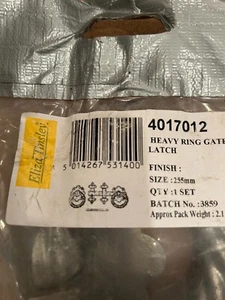 Eliza Tinsley
4017012
HEAVY RING GATE
LATCH
5 014267 531400
FINISH :
SIZE : 255mm
QTY : 1 SET
BATCH No. : 3859
Approx Pack Weight : 2.1